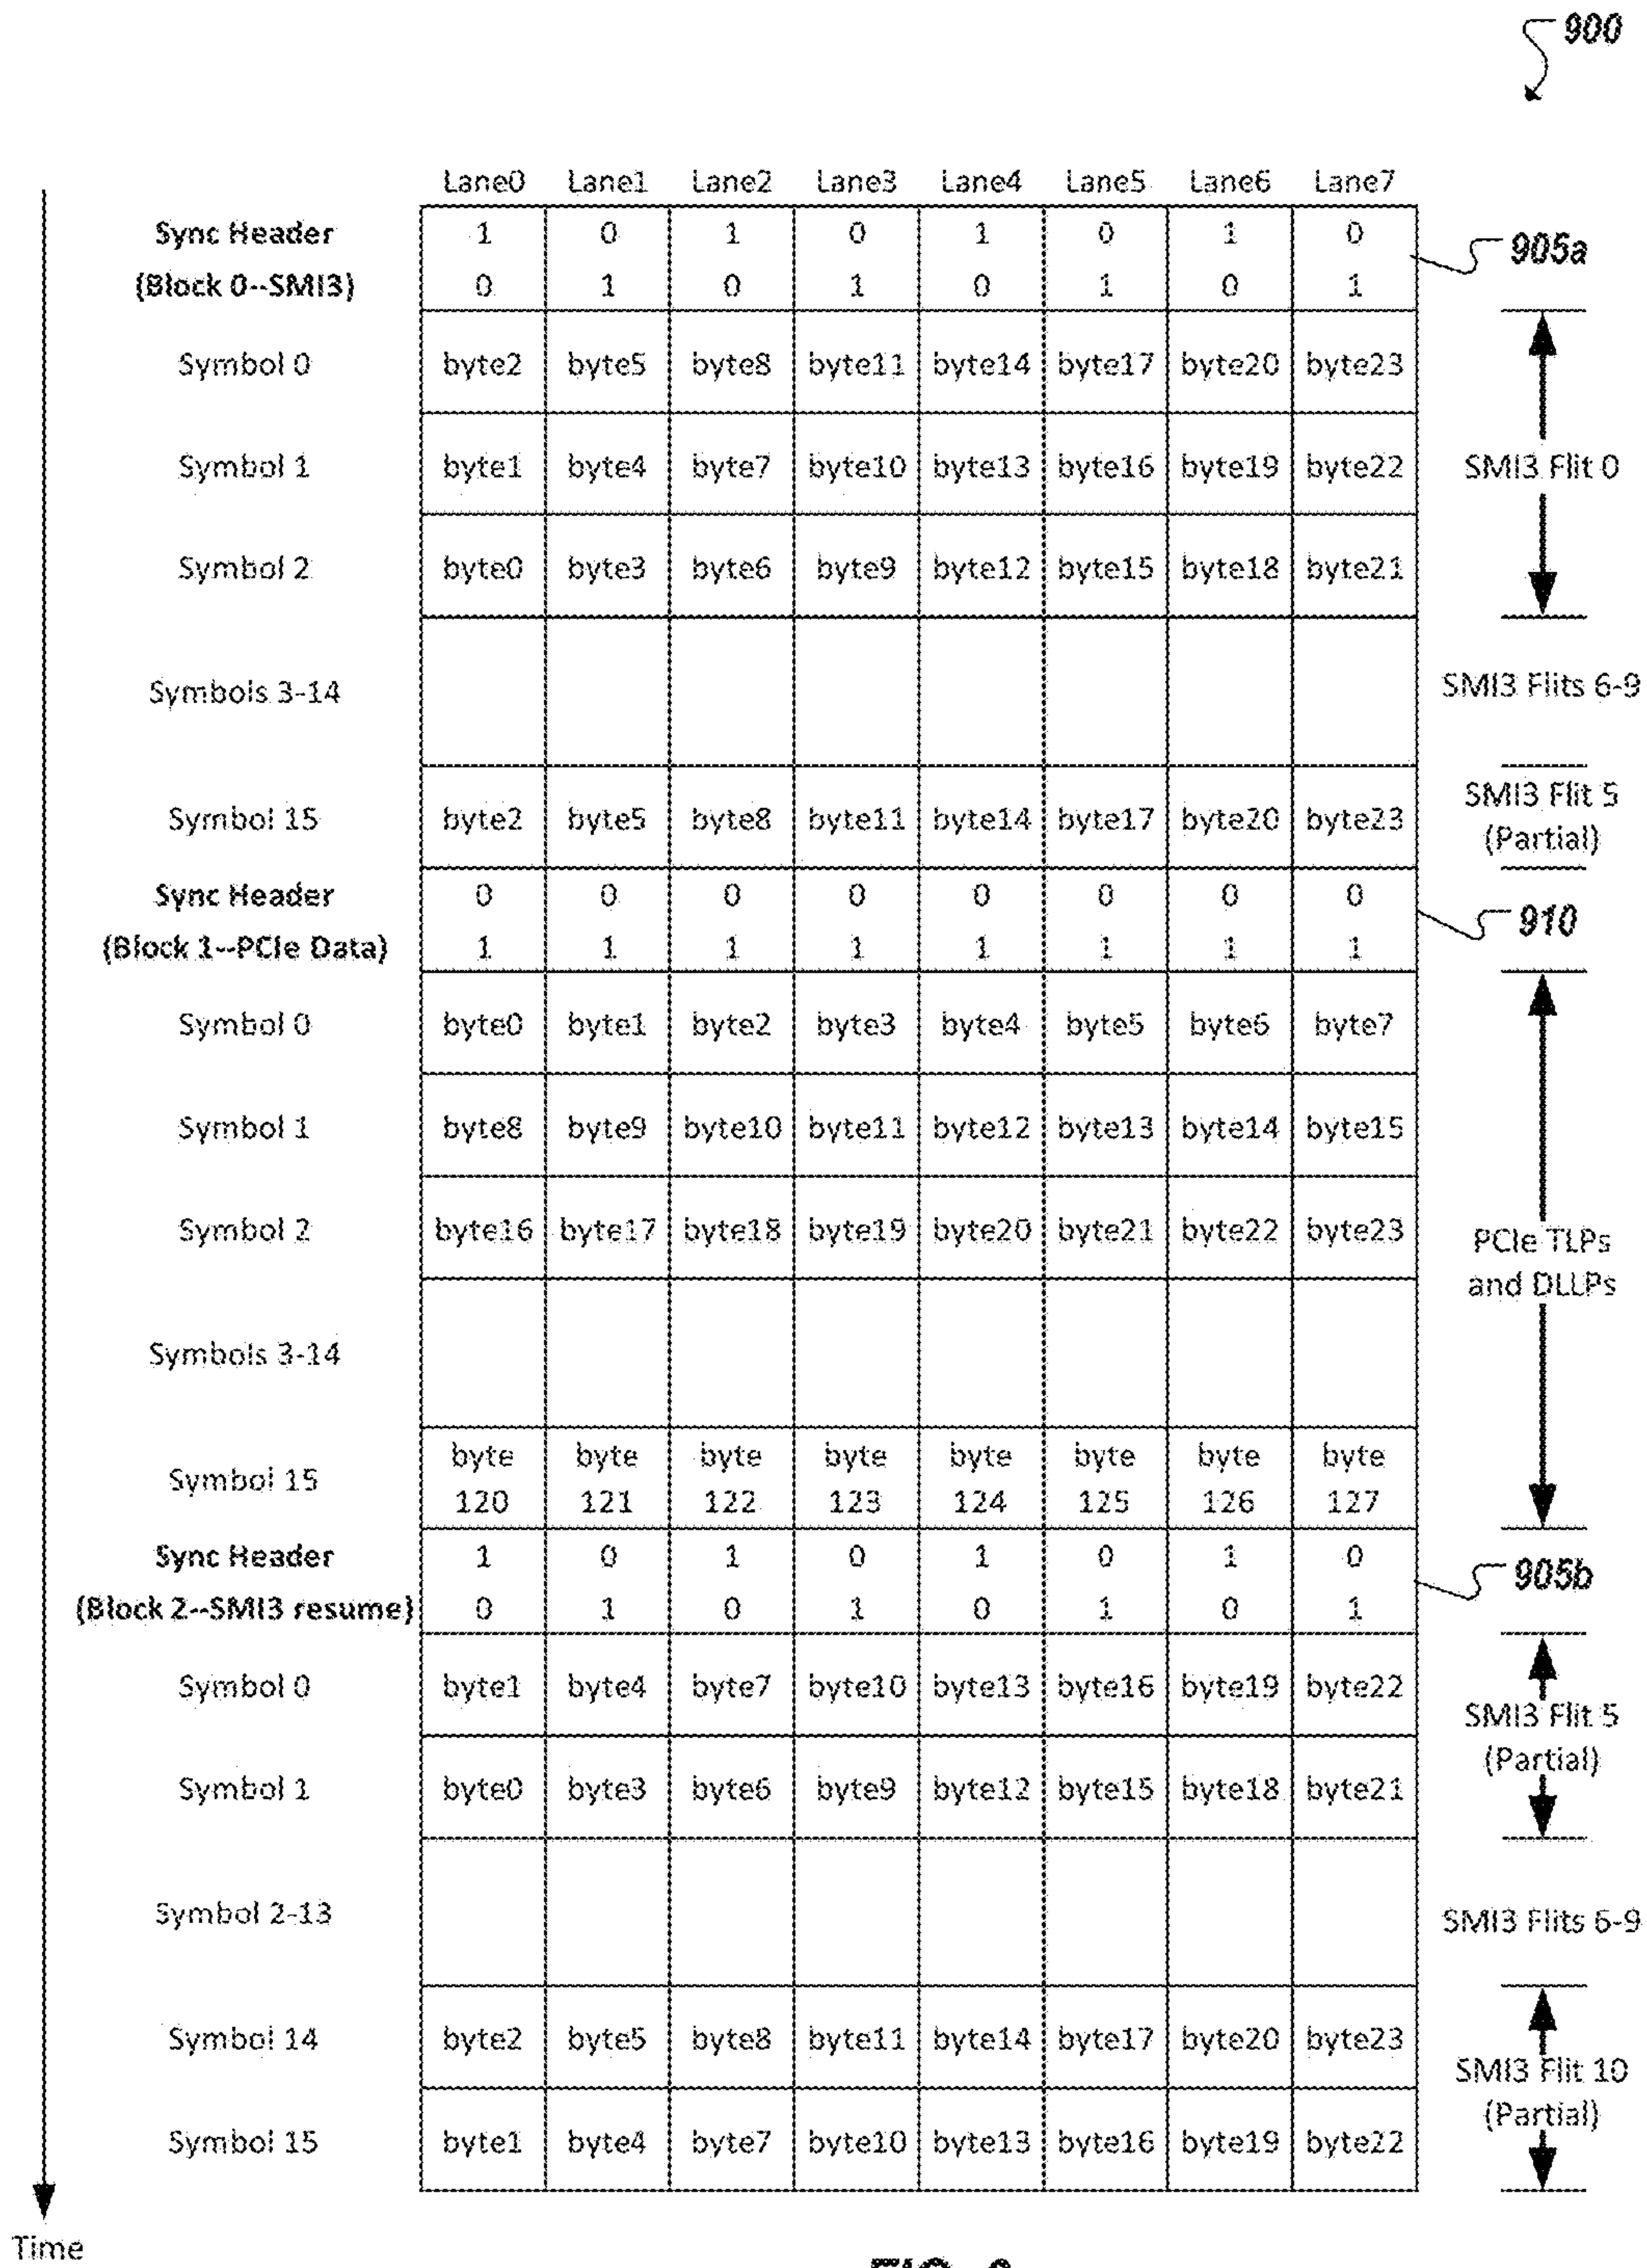 900
Lane0 Lane1 Lane2 Lane3 Lane4 Lane5 Lane6 Lane7
Sync Header 1 0 1 0 1 0 1 0 905a
(Block 0--SMI3) 0 1 0 1 0 1 0 1
Symbol 0 byte2 byte5 byte8 byte11 byte14 byte17 byte20 byte23
Symbol 1 byte1 byte4 byte7 byte10 byte13 byte16 byte19 byte22 SMI3 Flit 0
Symbol 2 byte0 byte3 byte6 byte9 byte12 byte15 byte18 byte21
Symbols 3-14 SMI3 Flits 6-9
SMI3 Flit 5
Symbol 15 byte2 byte5 byte8 byte11 byte14 byte17 byte20 byte23
(Partial)
Sync Header 0 0 0 0 0 0 0 0 910
(Block 1--PCIe Data) 1 1 1 1 1 1 1 1
Symbol 0 byte0 byte1 byte2 byte3 byte4 byte5 byte6 byte7
Symbol 1 byte8 byte9 byte10 byte11 byte12 byte13 byte14 byte15
Symbol 2 byte16 byte17 byte18 byte19 byte20 byte21 byte22 byte23 PCIe TLPs
and DLLPs
Symbols 3-14
byte byte byte byte byte byte byte byte
Symbol 15 120 121 122 123 124 125 126 127
Sync Header 1 0 1 0 1 0 1 0 905b
(Block 2--SMI3 resume) 0 1 0 1 0 1 0 1
Symbol 0 byte1 byte4 byte7 byte10 byte13 byte16 byte19 byte22
SMI3 Flit 5
(Partial)
Symbol 1 byte0 byte3 byte6 byte9 byte12 byte15 byte18 byte21
Symbol 2-13 SMI3 Flits 6-9
Symbol 14 byte2 byte5 byte8 byte11 byte14 byte17 byte20 byte23
SMI3 Flit 10
(Partial)
Symbol 15 byte1 byte4 byte7 byte10 byte13 byte16 byte19 byte22
Time